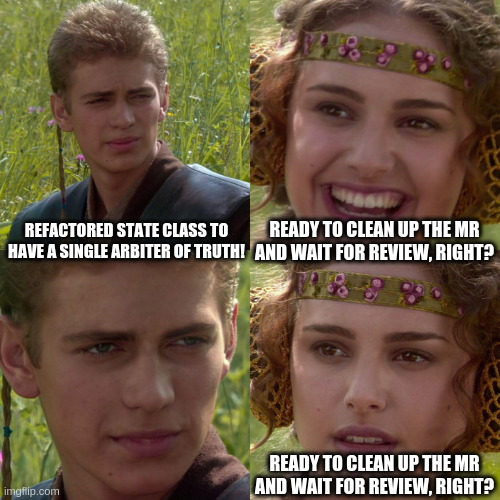 REFACTORED STATE CLASS TO
HAVE A SINGLE ARBITER OF TRUTH!
READY TO CLEAN UP THE MR
AND WAIT FOR REVIEW, RIGHT?
READY TO CLEAN UP THE MR
AND WAIT FOR REVIEW, RIGHT?
imgflip.com